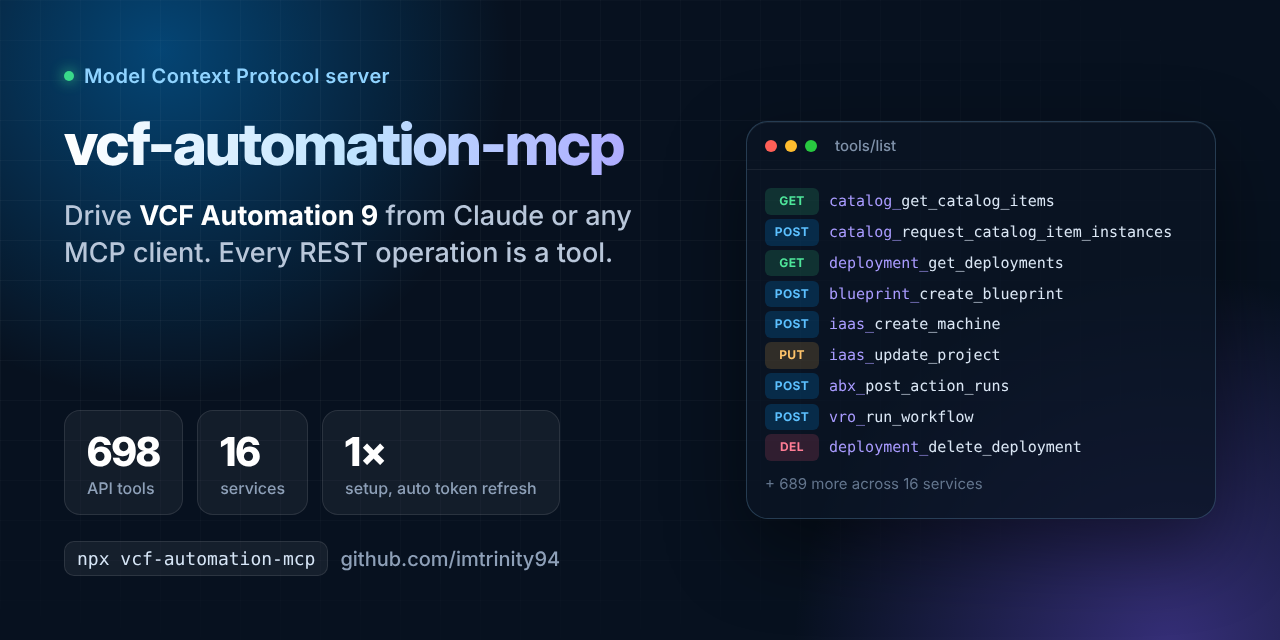 Model Context Protocol server
vcf-automation-mcp
Drive VCF Automation 9 from Claude or any
MCP client. Every REST operation is a tool.
698
API tools
16
services
1×
setup, auto token refresh
npx vcf-automation-mcp
github.com/imtrinity94
tools/list
GET catalog_get_catalog_items
POST catalog_request_catalog_item_instances
GET deployment_get_deployments
POST blueprint_create_blueprint
POST iaas_create_machine
PUT iaas_update_project
POST abx_post_action_runs
POST vro_run_workflow
DEL deployment_delete_deployment
+ 689 more across 16 services